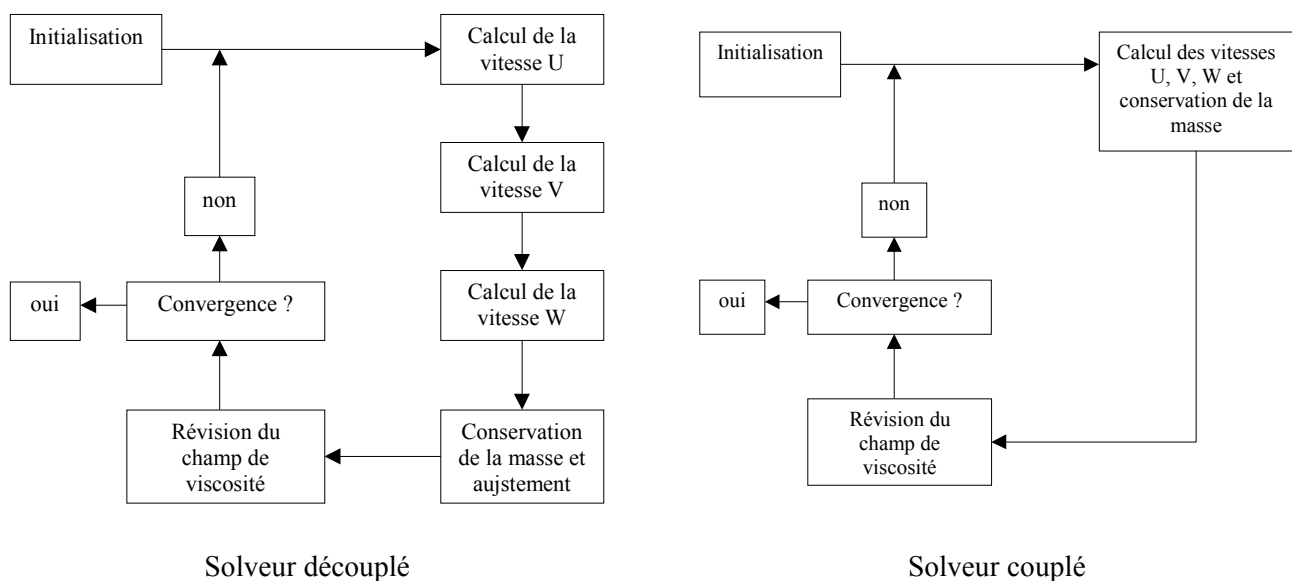 Initialisation
Calcul de la
vitesse U
Calcul de la
vitesse V
non
Calcul de la
vitesse W
oui
Convergence ?
Révision du
champ de
viscosité
Conservation
de la masse et
aujstement
Solveur découplé
Initialisation
Calcul des vitesses
U, V, W et
conservation de la
masse
non
oui
Convergence ?
Révision du
champ de
viscosité
Solveur couplé